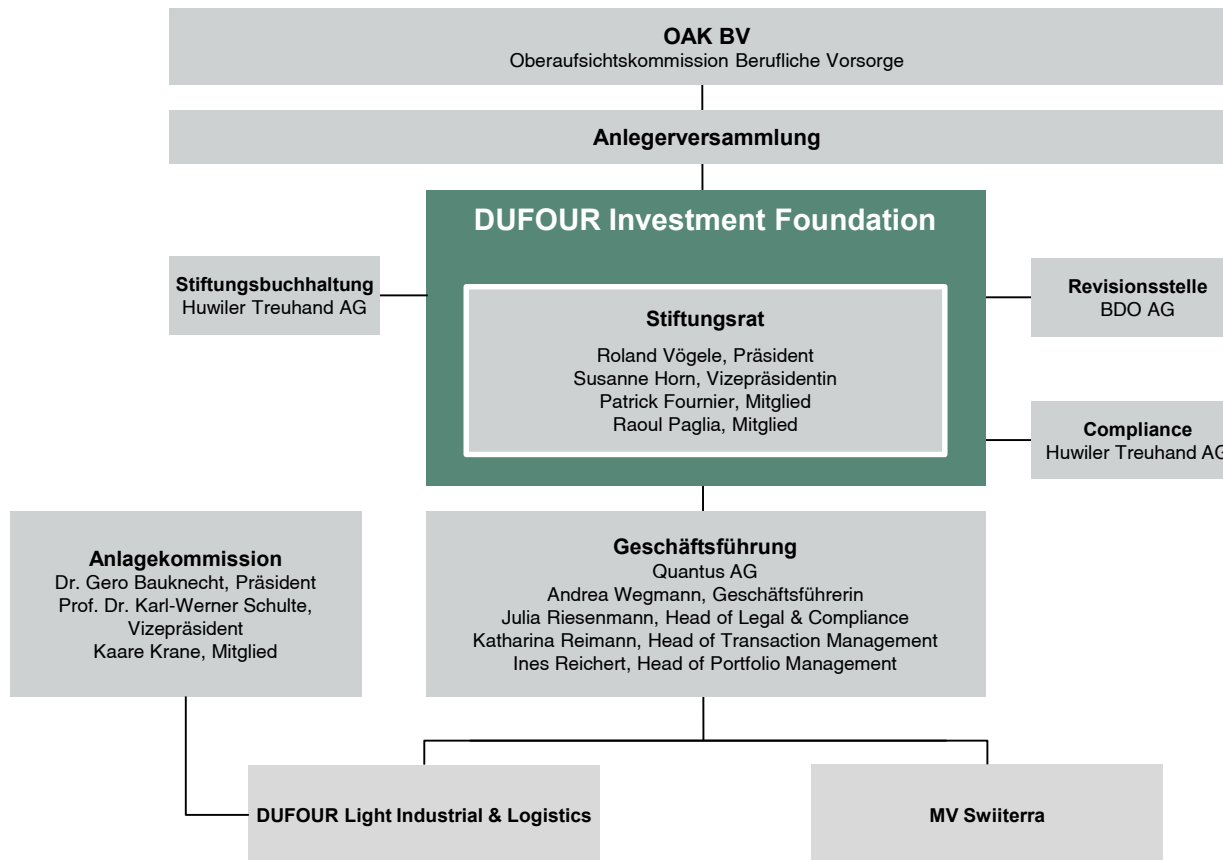 OAK BV
Oberaufsichtskommission Berufliche Vorsorge
Anlegerversammlung
DUFOUR Investment Foundation
Stiftungsbuchhaltung
Huwiler Treuhand AG
Revisionsstelle
BDO AG
Stiftungsrat
Roland Vögele, Präsident
Susanne Horn, Vizepräsidentin
Patrick Fournier, Mitglied
Raoul Paglia, Mitglied
Compliance
Huwiler Treuhand AG
Anlagekommission
Dr. Gero Bauknecht, Präsident
Prof. Dr. Karl-Werner Schulte,
Vizepräsident
Kaare Krane, Mitglied
Geschäftsführung
Quantus AG
Andrea Wegmann, Geschäftsführerin
Julia Riesenmann, Head of Legal & Compliance
Katharina Reimann, Head of Transaction Management
Ines Reichert, Head of Portfolio Management
DUFOUR Light Industrial & Logistics
MV Swiiterra